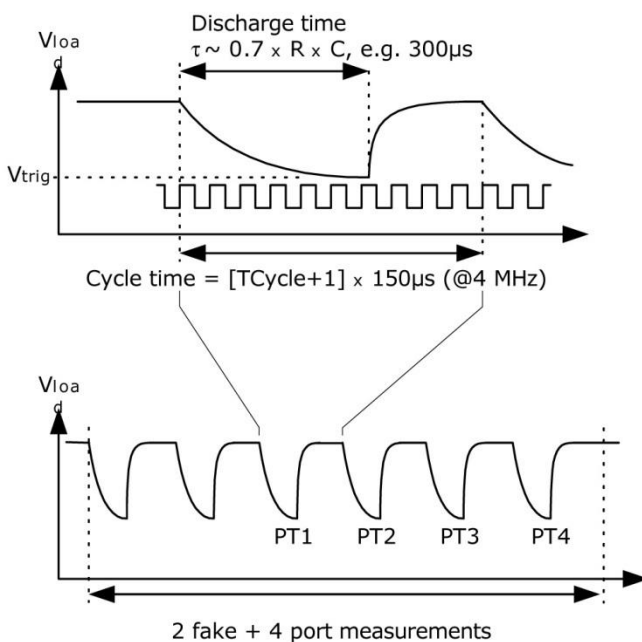 Discharge time
τ~ 0.7 x R x C, e.g. 300µs
Vloa
d
Vtrig
Cycle time = [TCycle+1] x 150µs (@4 MHz)
Vloa
d
PT1 PT2 PT3 PT4
2 fake + 4 port measurements